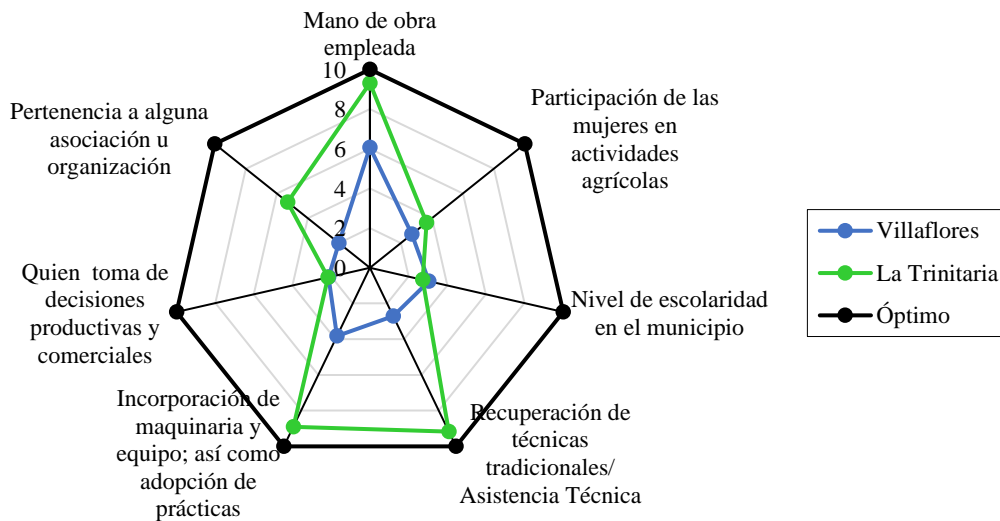 Mano de obra
empleada
10
8
6
4
2
0
Participación de las
mujeres en
actividades
agrícolas
Nivel de escolaridad
en el municipio
Recuperación de
técnicas
tradicionales/
Asistencia Técnica
Incorporación de
maquinaria y
equipo; así como
adopción de
prácticas
Quien  toma de
decisiones
productivas y
comerciales
Pertenencia a alguna
asociación u
organización
Villaflores
La Trinitaria
Óptimo